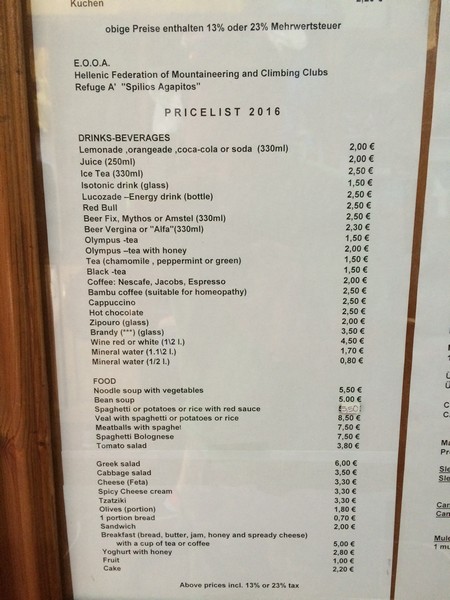 Kuchen
obige Preise enthalten 13% oder 23% Mehrwertsteuer
E.O.O.A.
Hellenic Federation of Mountaineering and Climbing Clubs
Refuge A' "Spilios Agapitos"
PRICELIST 2016
DRINKS-BEVERAGES
Lemonade ,orangeade ,coca-cola or soda (330ml) 2,00 €
Juice (250ml) 2,00 €
Ice Tea (330ml) 2,50 €
Isotonic drink (glass) 1,50 €
Lucozade –Energy drink (bottle) 2,50 €
Red Bull 2,50 €
Beer Fix, Mythos or Amstel (330ml) 2,50 €
Beer Vergina or "Alfa"(330ml) 2,30 €
Olympus -tea 1,50 €
Olympus –tea with honey 2,00 €
Tea (chamomile , peppermint or green) 1,50 €
Black -tea 1,50 €
Coffee: Nescafe, Jacobs, Espresso 2,00 €
Bambu coffee (suitable for homeopathy) 2,50 €
Cappuccino 2,50 €
Hot chocolate 2,50 €
Zipouro (glass) 2,00 €
Brandy (***) (glass) 3,50 €
Wine red or white (1\2 l.) 4,50 €
Mineral water (1.1\2 l.) 1,70 €
Mineral water (1/2 l.) 0,80 €
FOOD
Noodle soup with vegetables 5,50 €
Bean soup 5.00 €
Spaghetti or potatoes or rice with red sauce
Veal with spaghetti or potatoes or rice 8,50 €
Meatballs with spaghet 7,50 €
Spaghetti Bolognese 7,50 €
Tomato salad 3,80 €
Greek salad 6,00 €
Cabbage salad 3,50 €
Cheese (Feta) 3,30 €
Spicy Cheese cream 3,30 €
Tzatziki 3,30 €
Olives (portion) 1,80 €
1 portion bread 0,70 €
Sandwich 2,00 €
Breakfast (bread, butter, jam, honey and spready cheese)
with a cup of tea or coffee 5,00 €
Yoghurt with honey 2,80 €
Fruit 1,00 €
Cake 2,20 €
Above prices incl. 13% or 23% tax